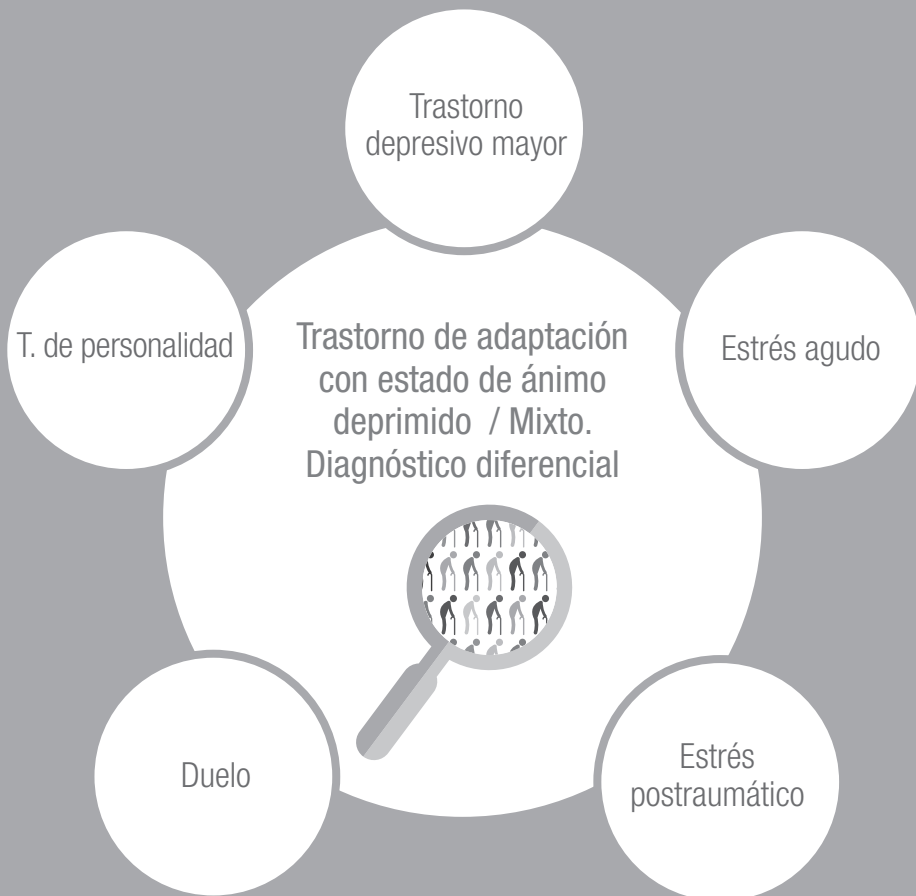 Trastorno
depresivo mayor
T. de personalidad
Estrés agudo
Trastorno de adaptación
con estado de ánimo
deprimido / Mixto.
Diagnóstico diferencial
Duelo
Estrés
postraumático